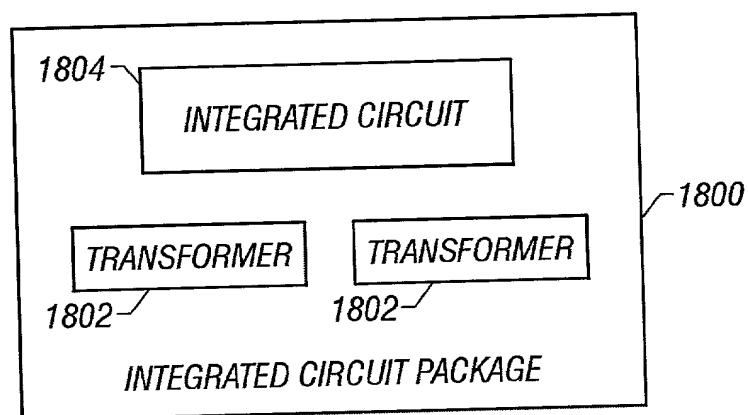 1804
INTEGRATED CIRCUIT
1800
TRANSFORMER
TRANSFORMER
1802
1802
INTEGRATED CIRCUIT PACKAGE